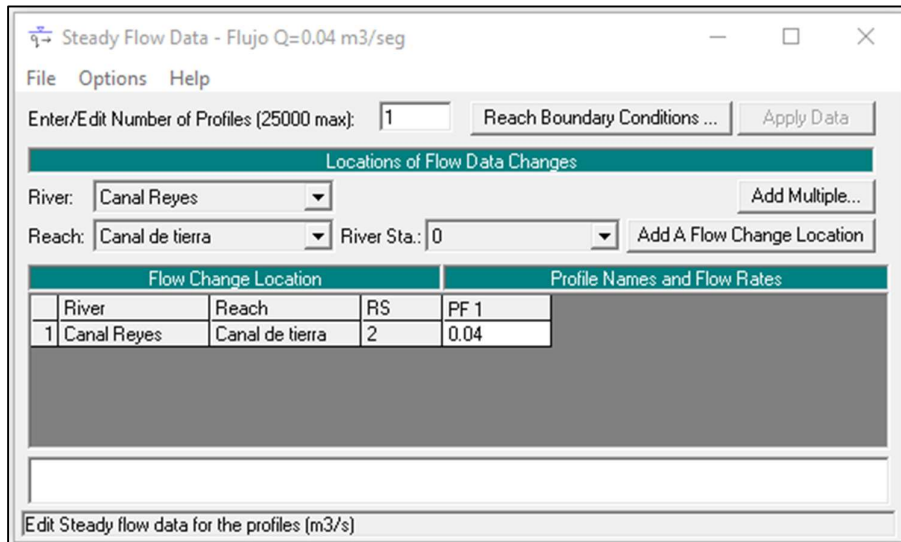 Steady Flow Data - Flujo Q=0.04 m3/seg
File Options Help
Enter/Edit Number of Profiles (25000 max): 1 Reach Boundary Conditions ... Apply Data
Locations of Flow Data Changes
River: Canal Reyes Add Multiple...
Reach: Canal de tierra River Sta.: 0 Add A Flow Change Location
Flow Change Location Profile Names and Flow Rates
River Reach RS PF 1
1 Canal Reyes Canal de tierra 2 0.04
Edit Steady flow data for the profiles (m3/s)